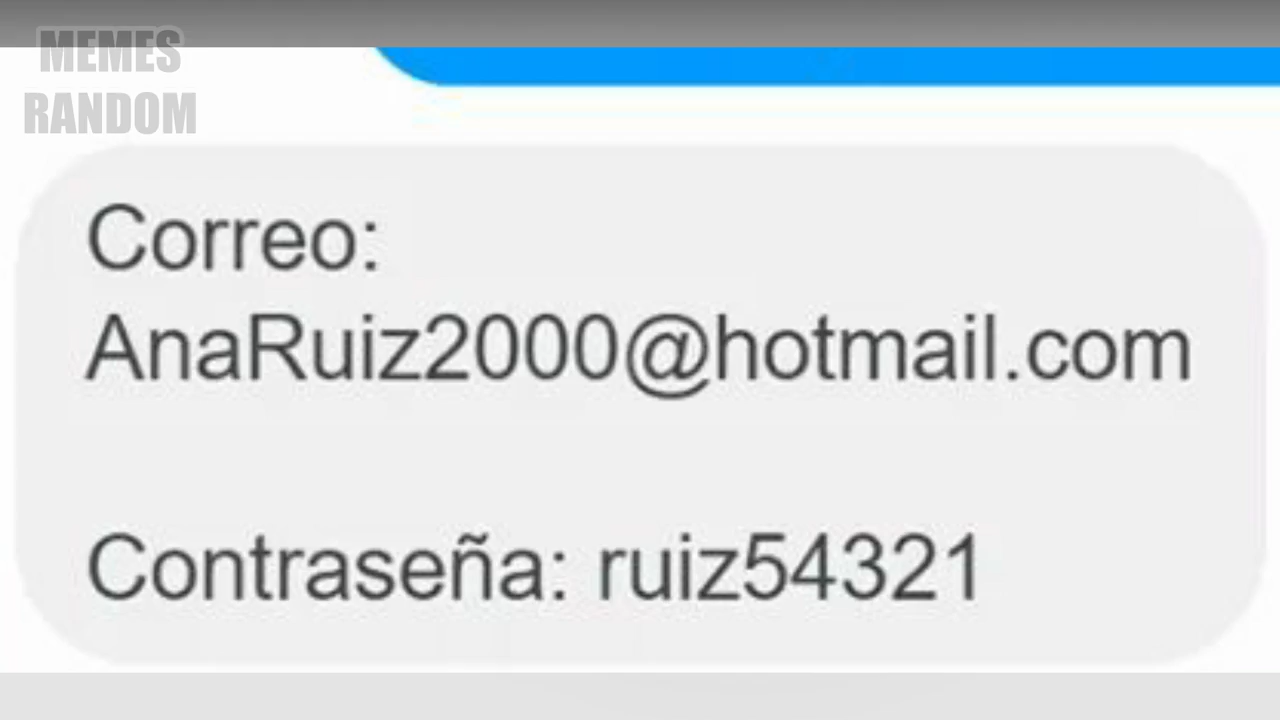 MEMES
RANDOM
Correo:
AnaRuiz2000@hotmail.com
Contraseña: ruiz54321